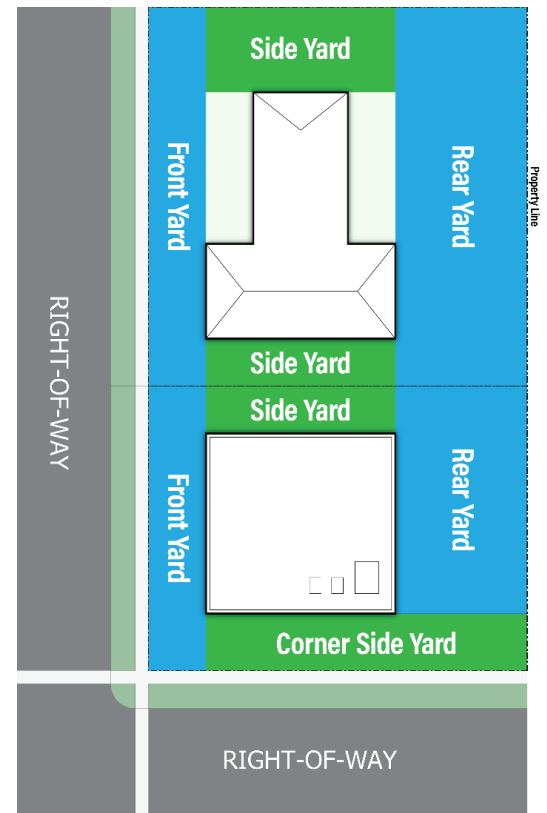 Side Yard
Front Yard
Rear Yard
Property Line
RIGHT-OF-WAY
Side Yard
Side Yard
Front Yard
Rear Yard
Corner Side Yard
RIGHT-OF-WAY